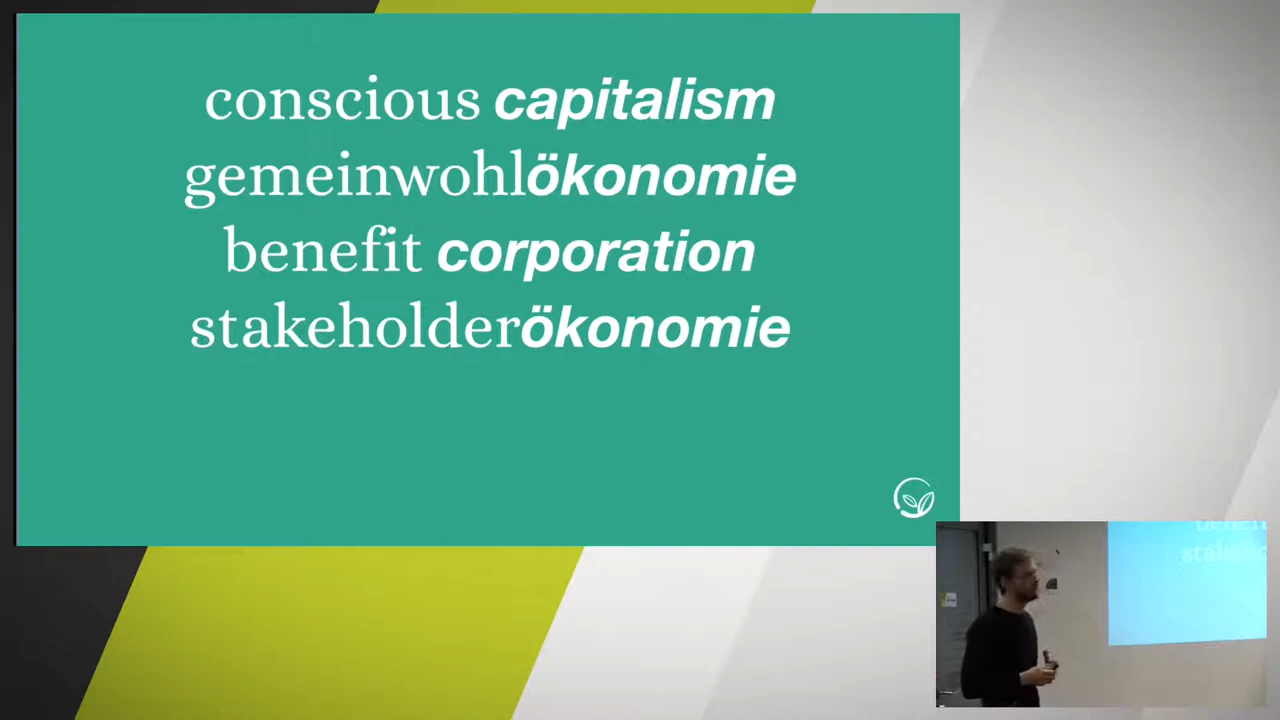 conscious capitalism
gemeinwohlökonomie
benefit corporation
stakeholderökonomie